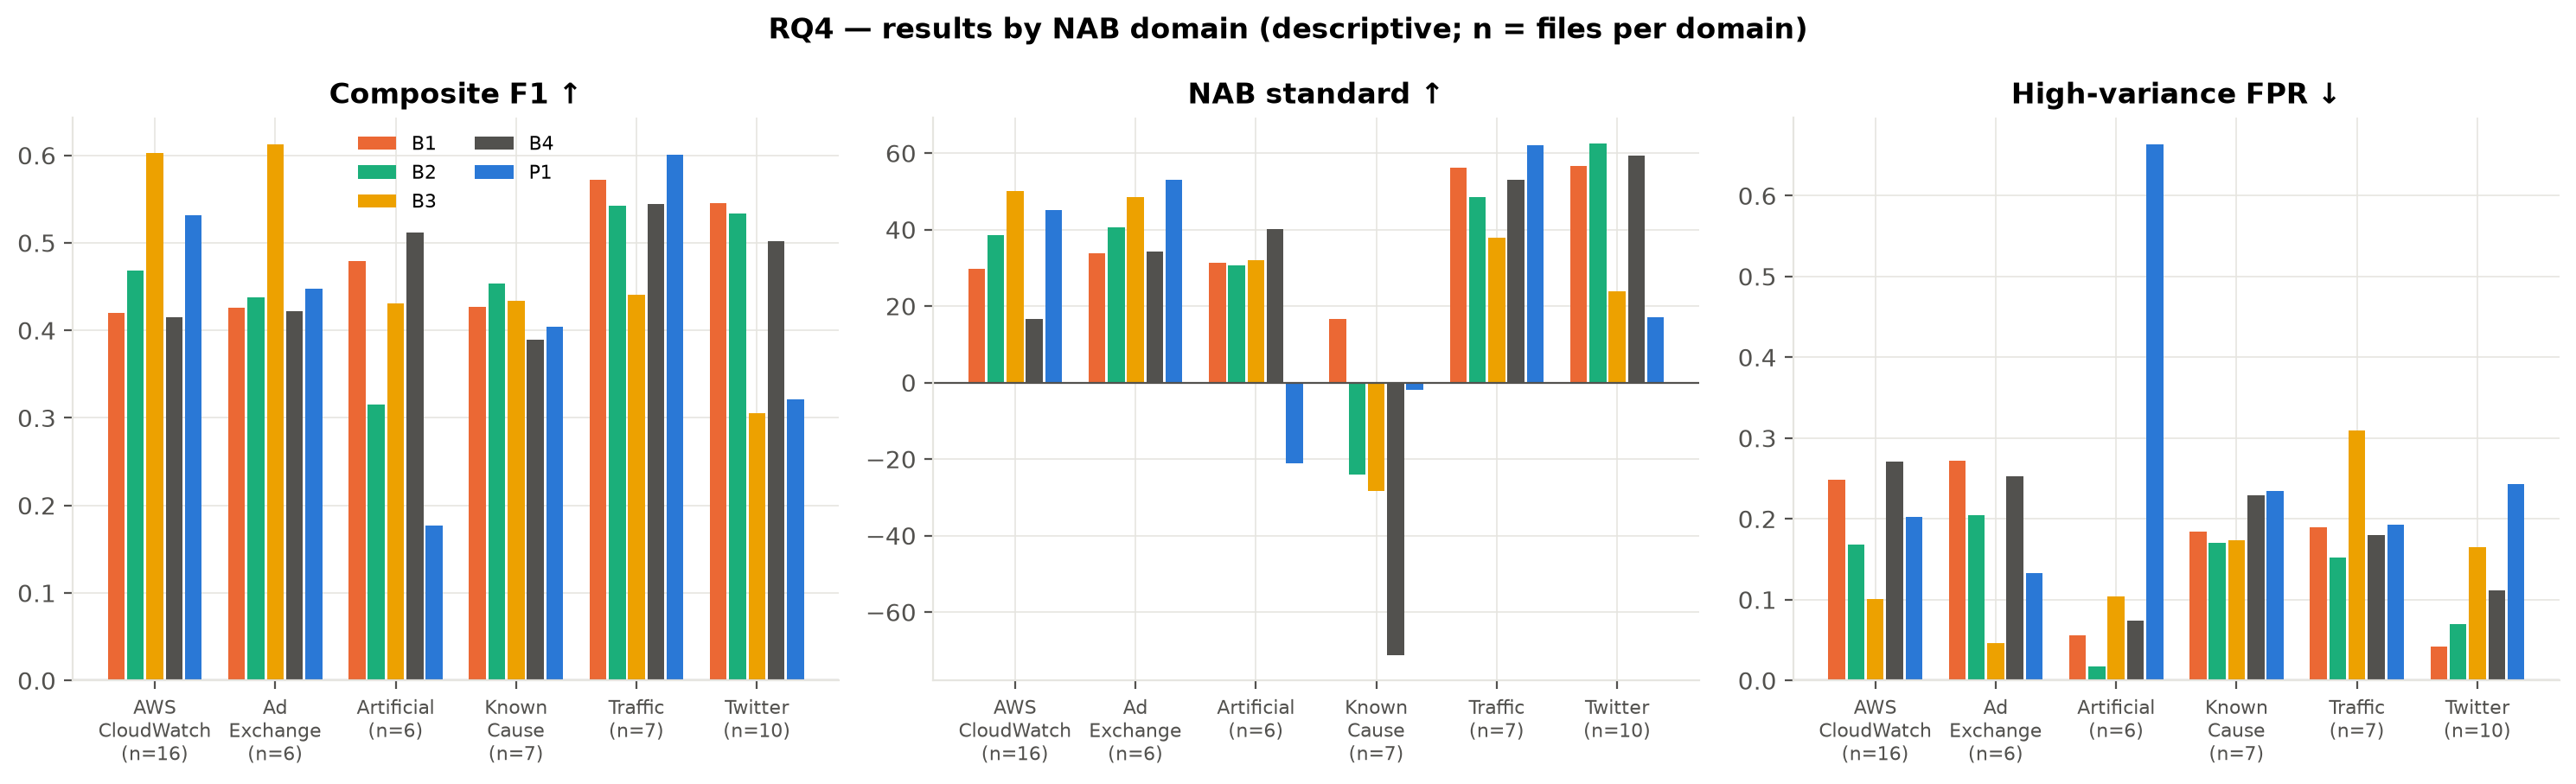 RQ4 — results by NAB domain (descriptive; n = files per domain)
Composite F1 ↑
B1
B2
B3
B4
P1
0.6
0.5
0.4
0.3
0.2
0.1
0.0
AWS
CloudWatch
(n=16)
Ad
Exchange
(n=6)
Artificial
(n=6)
Known
Cause
(n=7)
Traffic
(n=7)
Twitter
(n=10)
NAB standard ↑
60
40
20
0
−20
−40
−60
AWS
CloudWatch
(n=16)
Ad
Exchange
(n=6)
Artificial
(n=6)
Known
Cause
(n=7)
Traffic
(n=7)
Twitter
(n=10)
High-variance FPR ↓
0.6
0.5
0.4
0.3
0.2
0.1
0.0
AWS
CloudWatch
(n=16)
Ad
Exchange
(n=6)
Artificial
(n=6)
Known
Cause
(n=7)
Traffic
(n=7)
Twitter
(n=10)